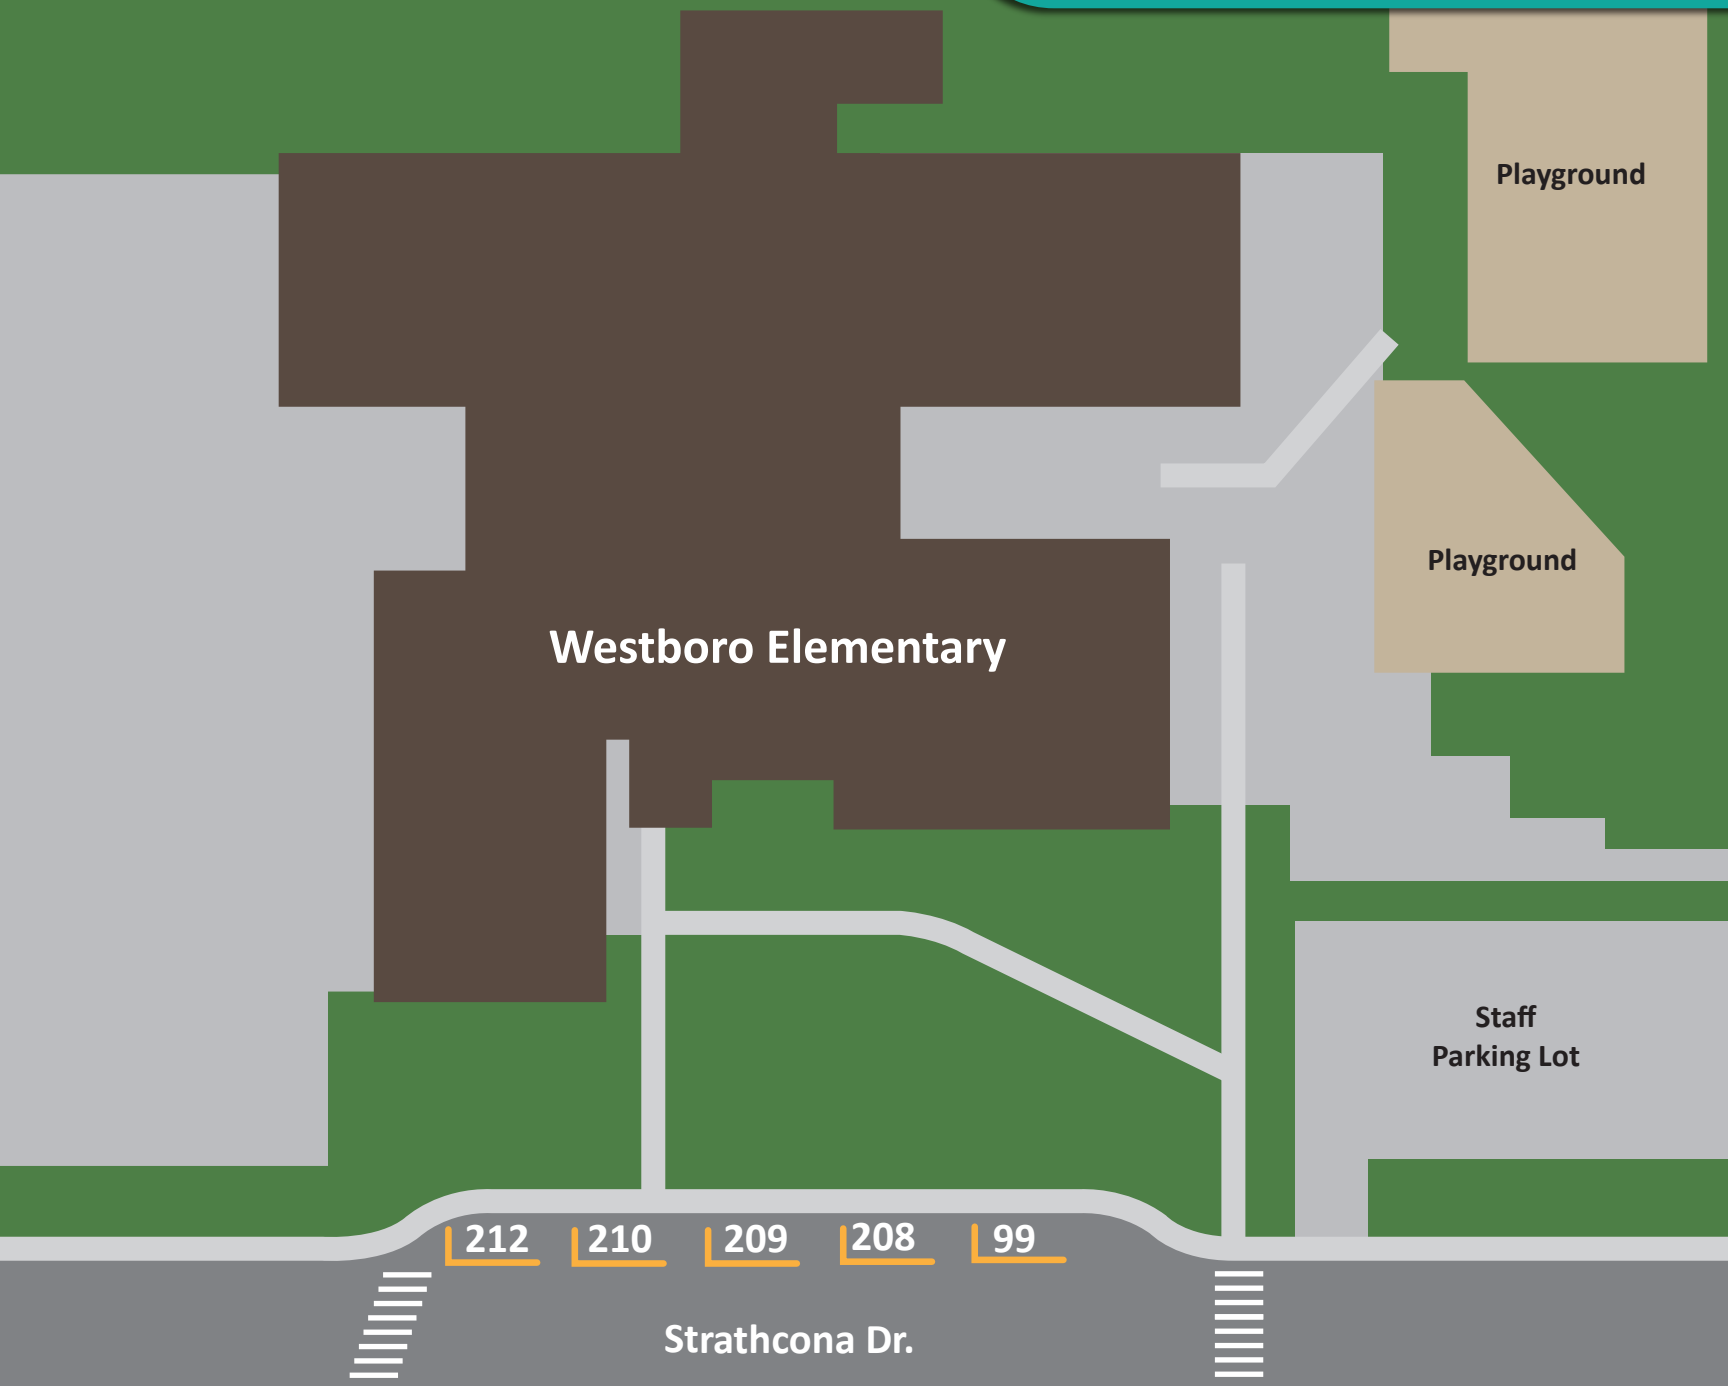 Playground
Playground
Westboro Elementary
Staff
Parking Lot
212 210 209 208 99
Strathcona Dr.